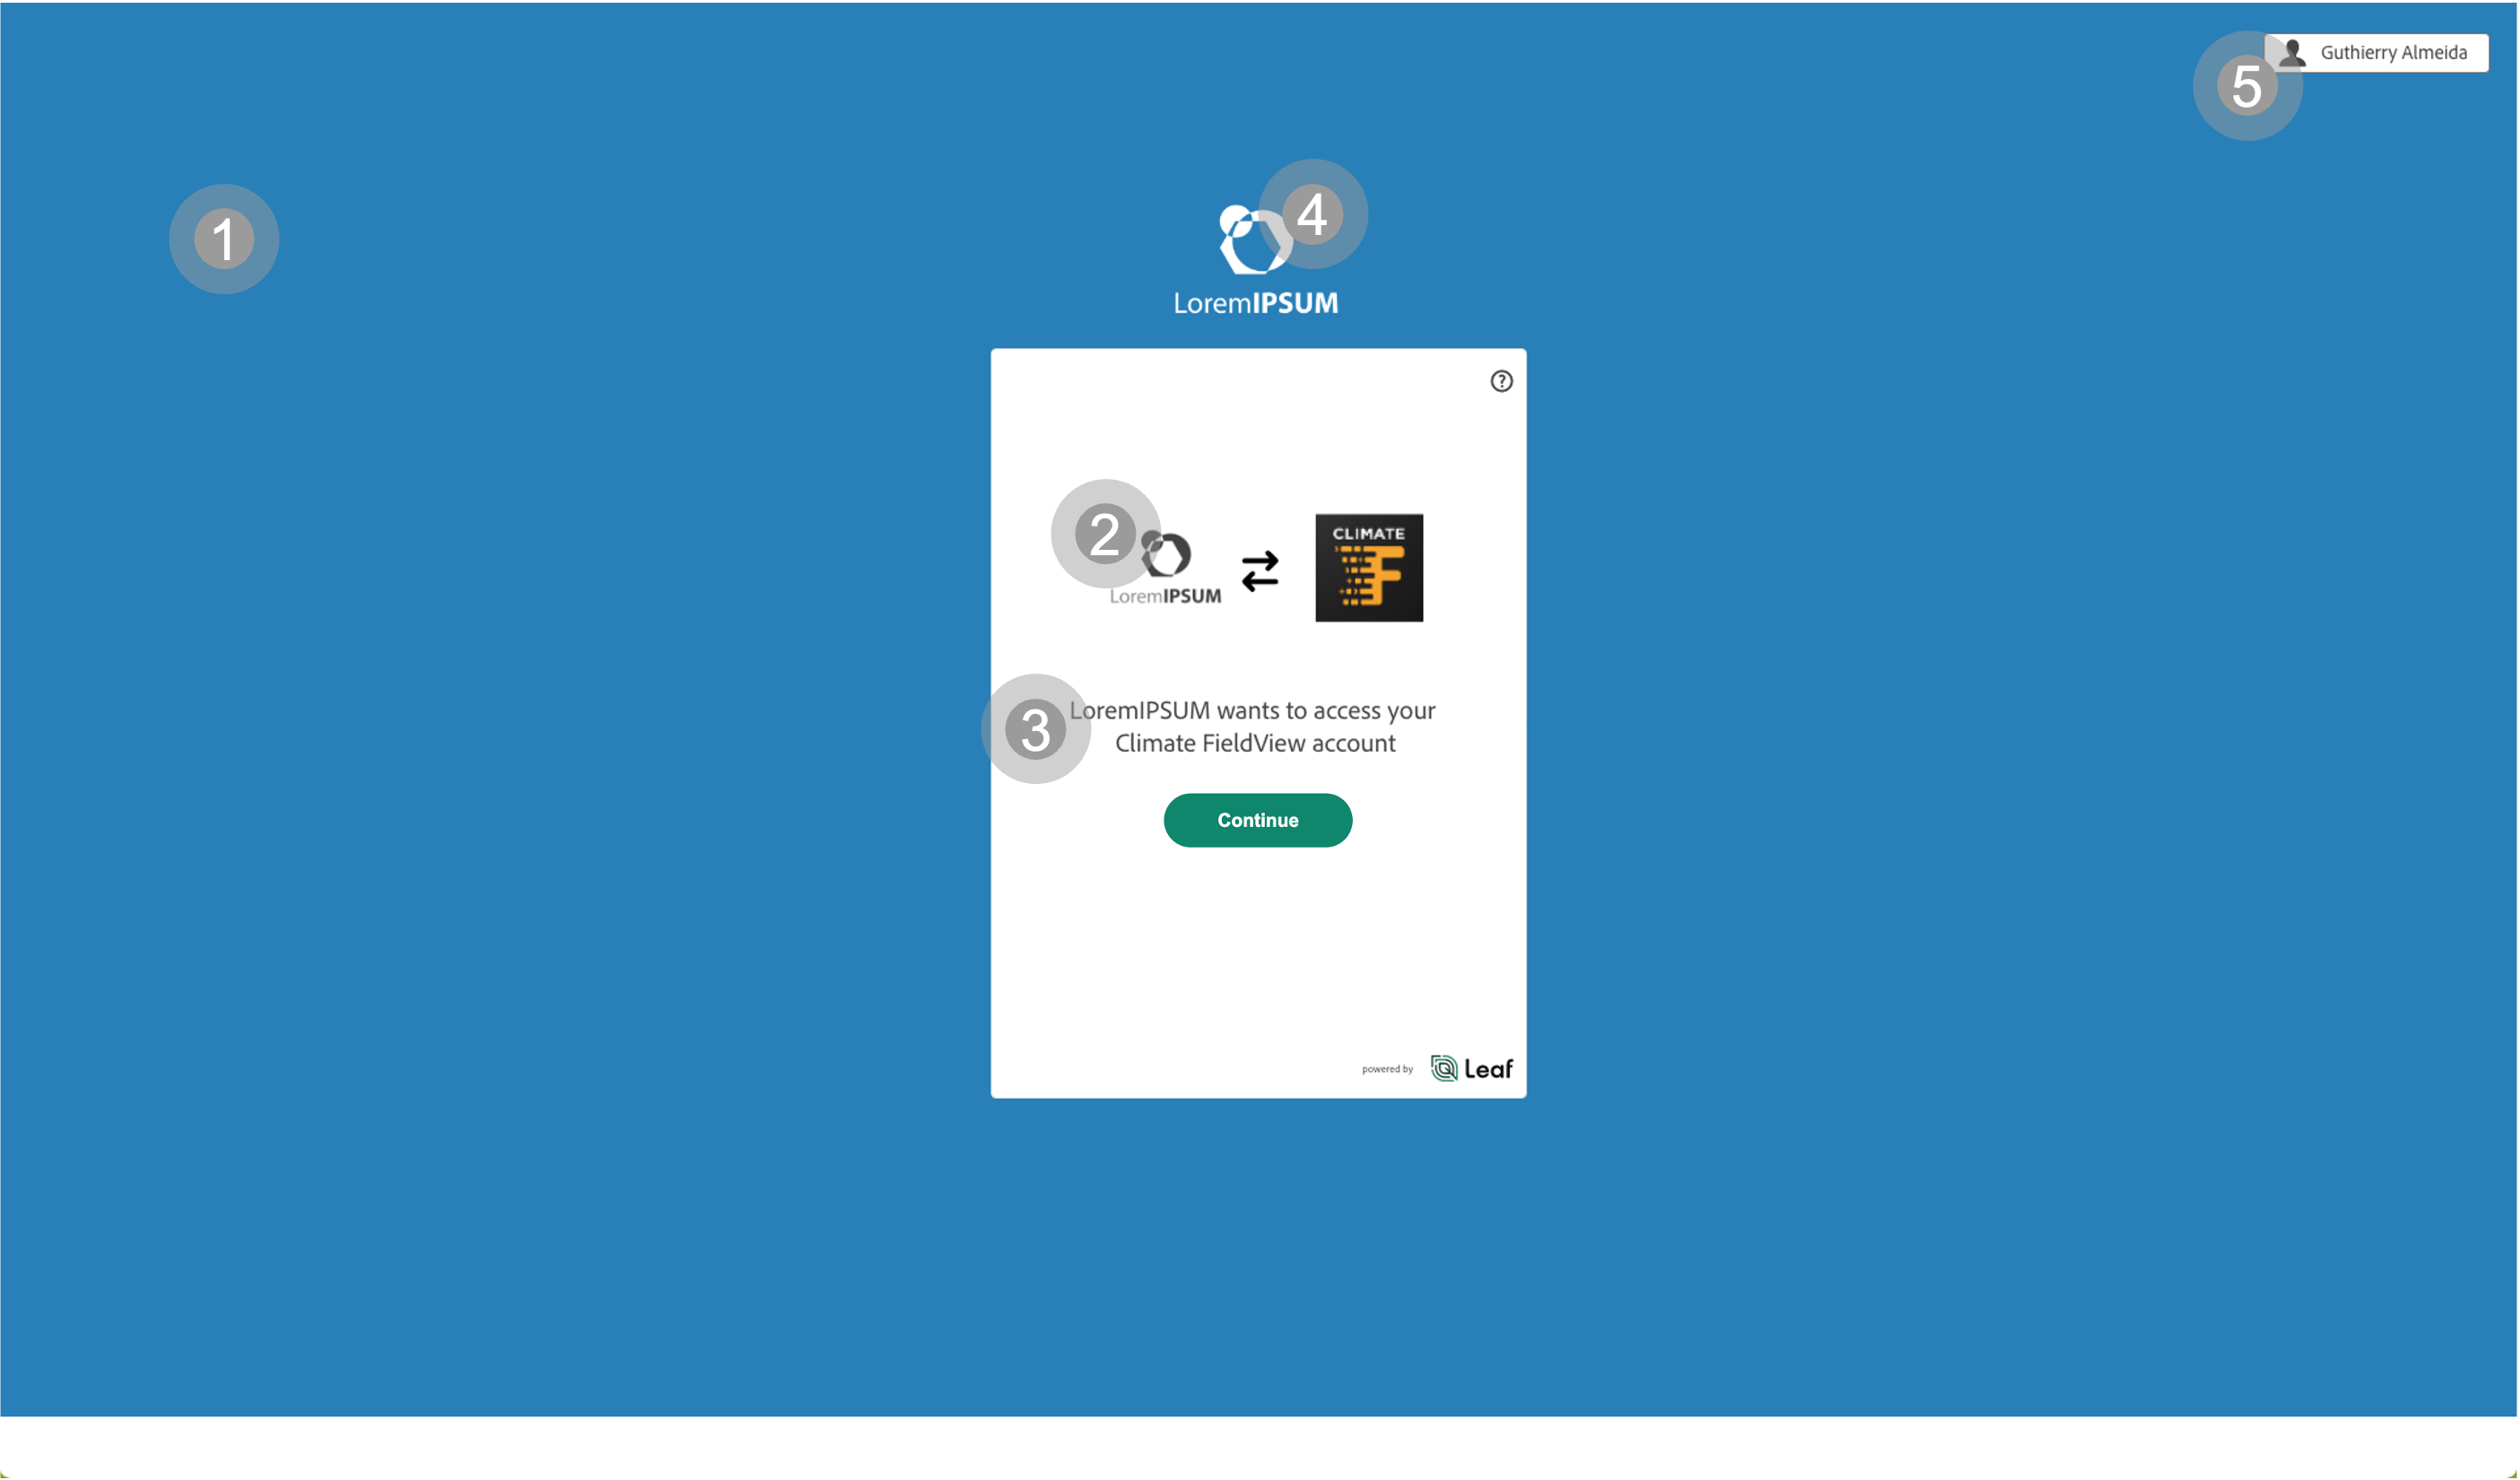 Guthierry Almeida
5
1
4
LoremIPSUM
?
2
CLIMATE
LoremIPSUM
3
LoremIPSUM wants to access your
Climate FieldView account
Continue
powered by Leaf